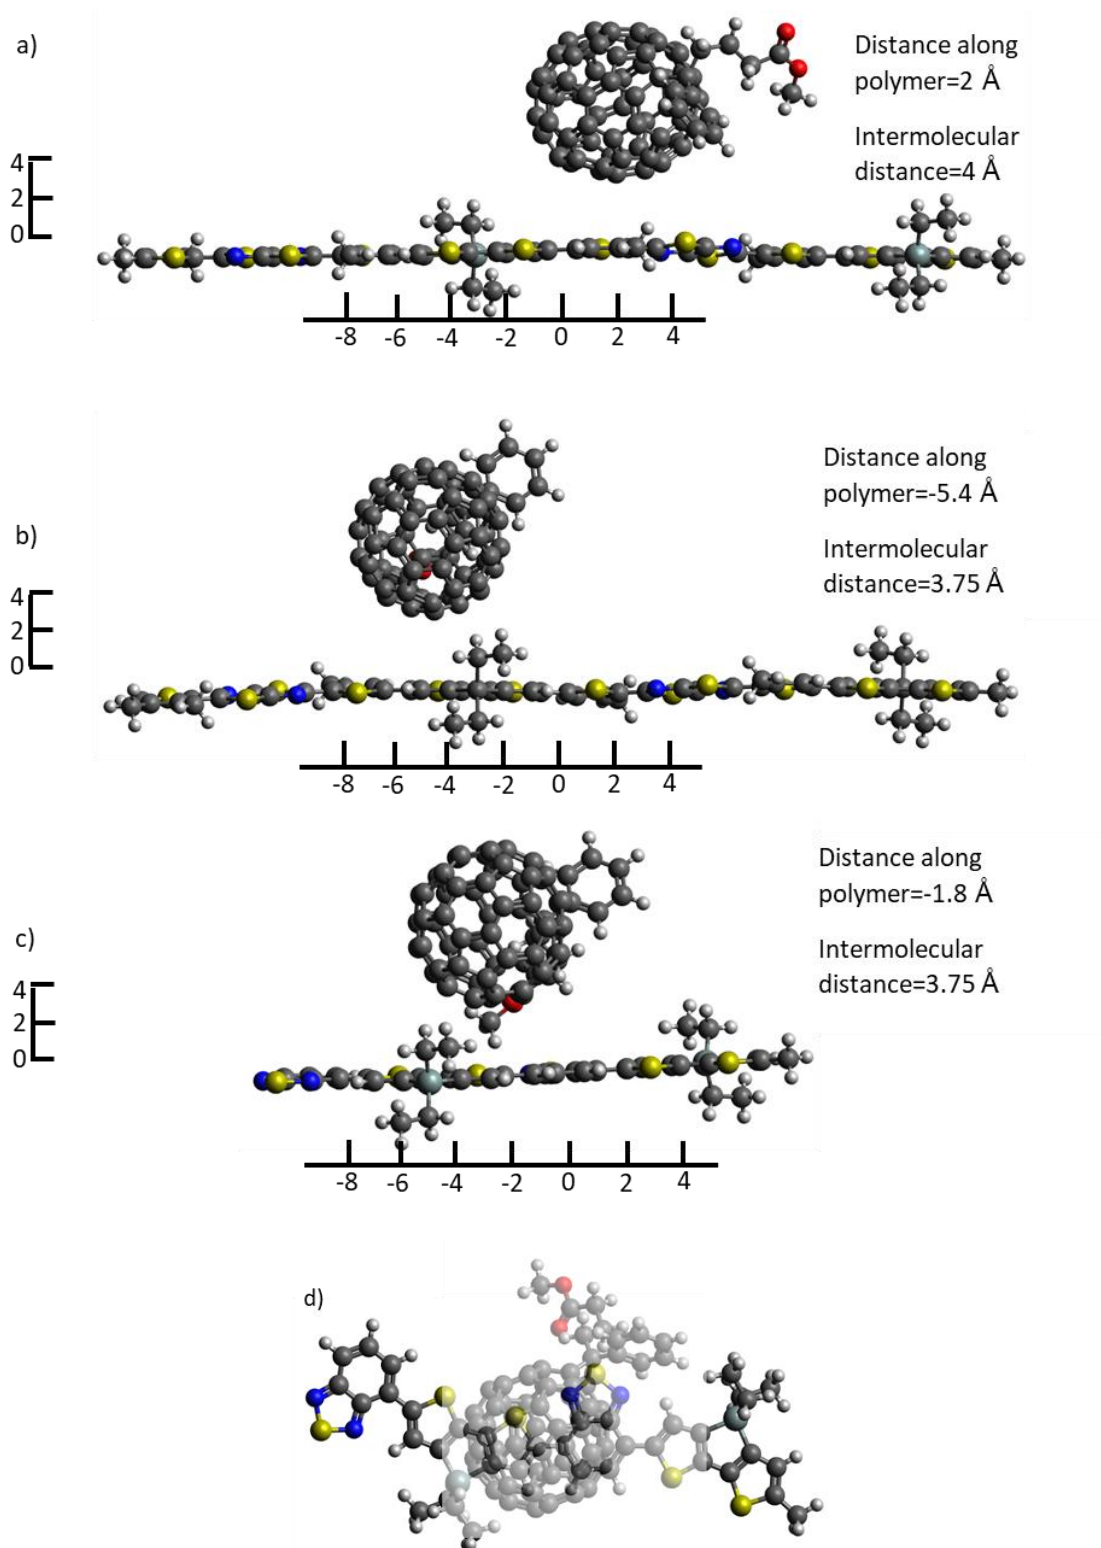 a)
Distance along
polymer=2 Å
Intermolecular
distance=4 Å
4
2
0
-8 -6 -4 -2 0 2 4
b)
Distance along
polymer=-5.4 Å
Intermolecular
distance=3.75 Å
4
2
0
-8 -6 -4 -2 0 2 4
c)
Distance along
polymer=-1.8 Å
Intermolecular
distance=3.75 Å
4
2
0
-8 -6 -4 -2 0 2 4
d)